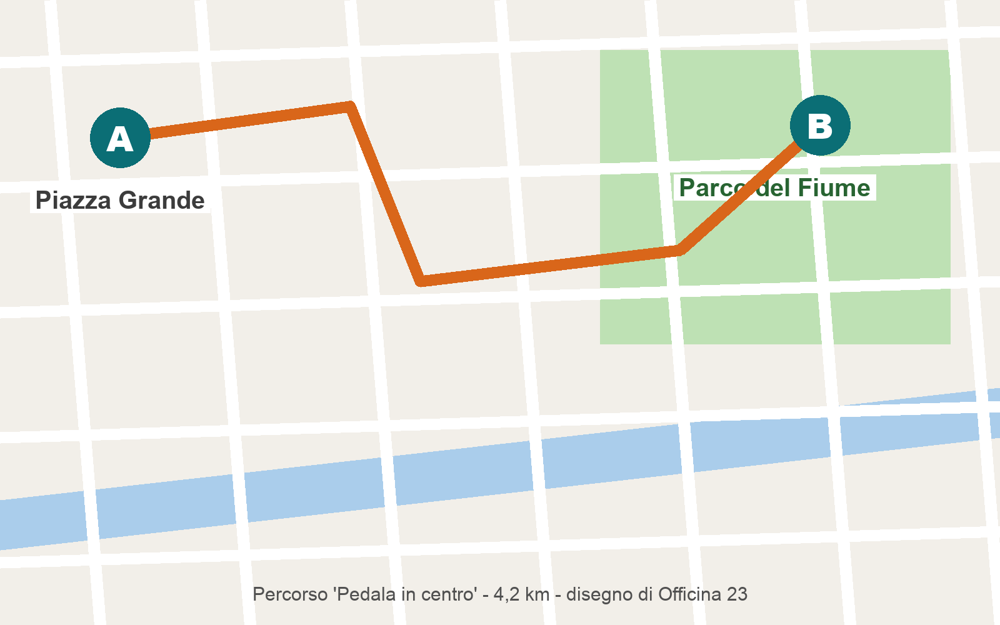 A
B
Piazza Grande
Parco del Fiume
Percorso 'Pedala in centro' - 4,2 km - disegno di Officina 23